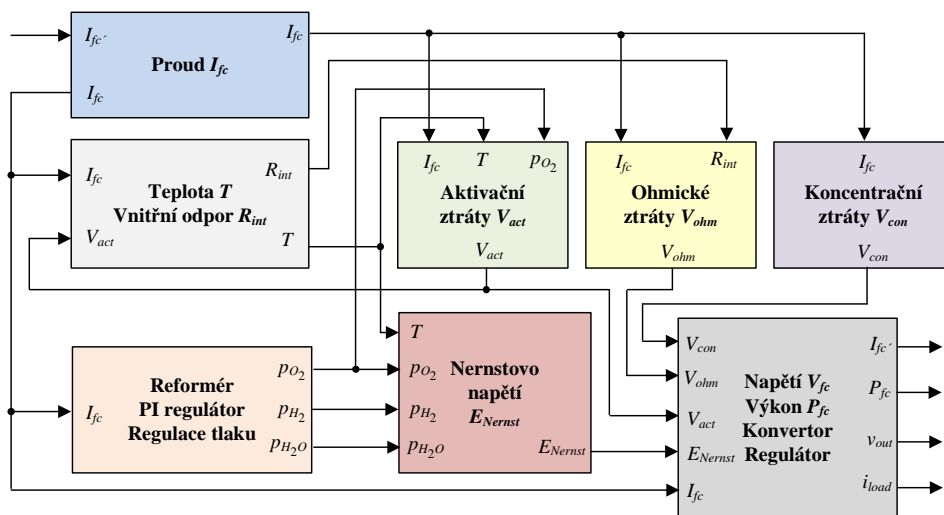 I_fc´
I_fc
Proud I_fc
I_fc
I_fc
R_int
Teplota T
Vnitřní odpor R_int
V_act
T
I_fc
T
p_O₂
Aktivační
ztráty V_act
V_act
I_fc
R_int
Ohmické
ztráty V_ohm
V_ohm
I_fc
Koncentrační
ztráty V_con
V_con
Reformér
PI regulátor
Regulace tlaku
I_fc
p_O₂
p_H₂
p_H₂O
T
p_O₂
p_H₂
p_H₂O
Nernstovo
napětí
E_Nernst
E_Nernst
V_con
V_ohm
V_act
E_Nernst
I_fc
Napětí V_fc
Výkon P_fc
Konvertor
Regulátor
I_fc´
P_fc
v_out
i_load